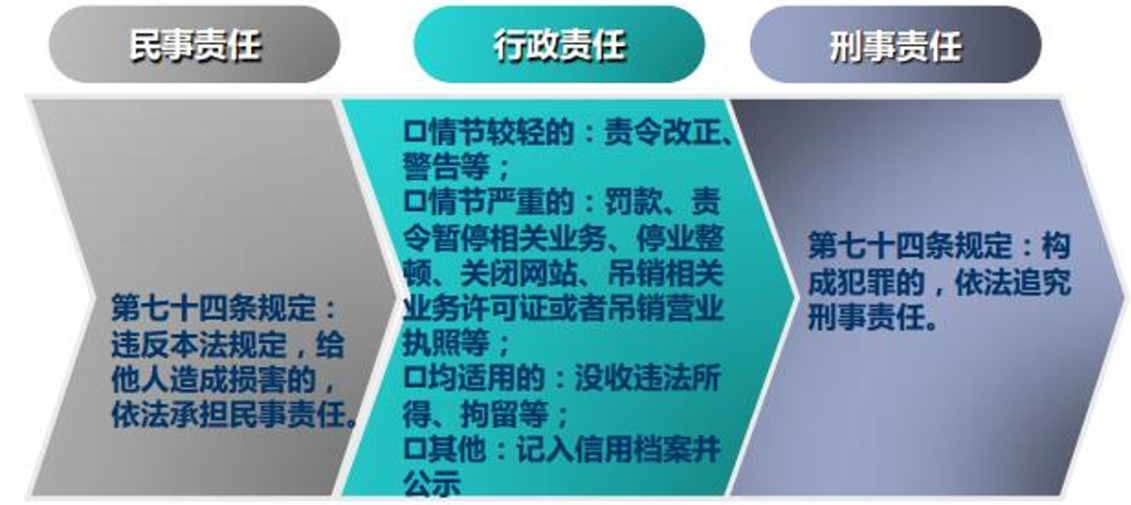 民事责任
行政责任
刑事责任
第七十四条规定：
违反本法规定，给
他人造成损害的，
依法承担民事责任。
口情节较轻的：责令改正、
警告等；
口情节严重的：罚款、责
令暂停相关业务、停业整
顿、关闭网站、吊销相关
业务许可证或者吊销营业
执照等；
口均适用的：没收违法所
得、拘留等；
口其他：记入信用档案并
公示
第七十四条规定：构
成犯罪的，依法追究
刑事责任。